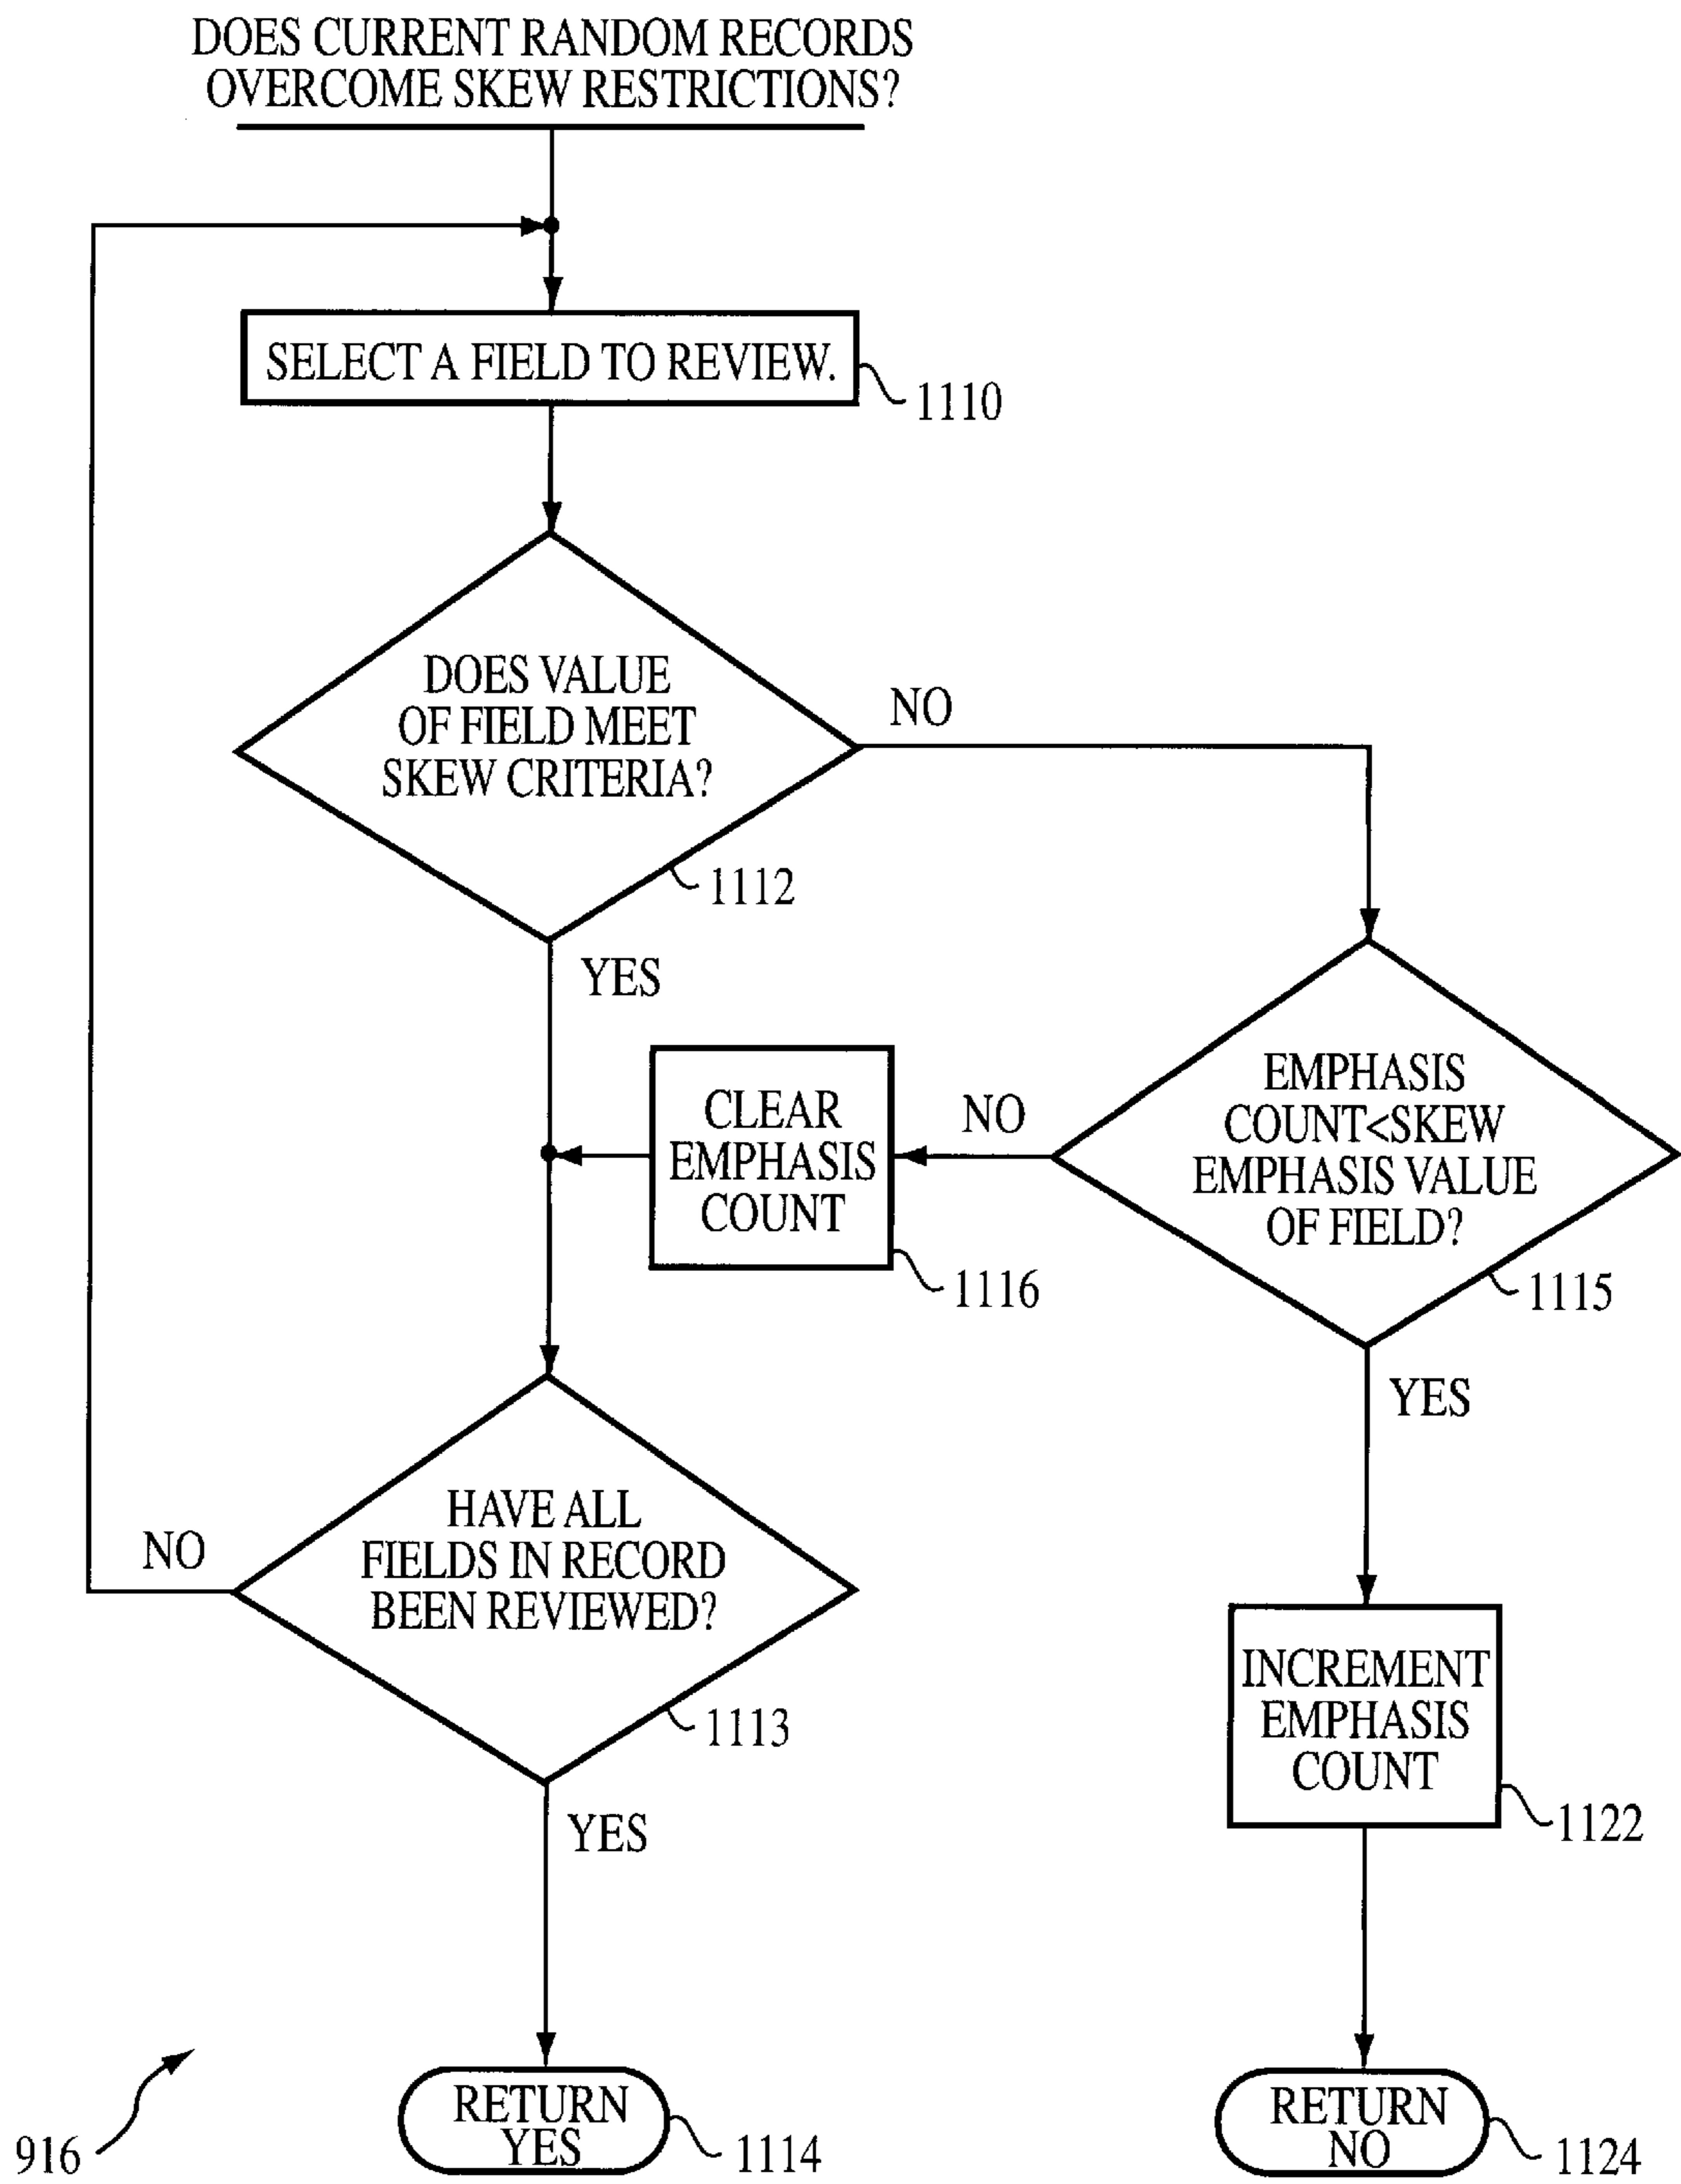 DOES CURRENT RANDOM RECORDS
OVERCOME SKEW RESTRICTIONS?
SELECT A FIELD TO REVIEW.
1110
DOES VALUE
OF FIELD MEET
SKEW CRITERIA?
NO
1112
YES
EMPHASIS
COUNT<SKEW
EMPHASIS VALUE
OF FIELD?
NO
CLEAR
EMPHASIS
COUNT
1116
1115
YES
HAVE ALL
FIELDS IN RECORD
BEEN REVIEWED?
NO
1113
YES
INCREMENT
EMPHASIS
COUNT
1122
RETURN
YES
1114
RETURN
NO
1124
916